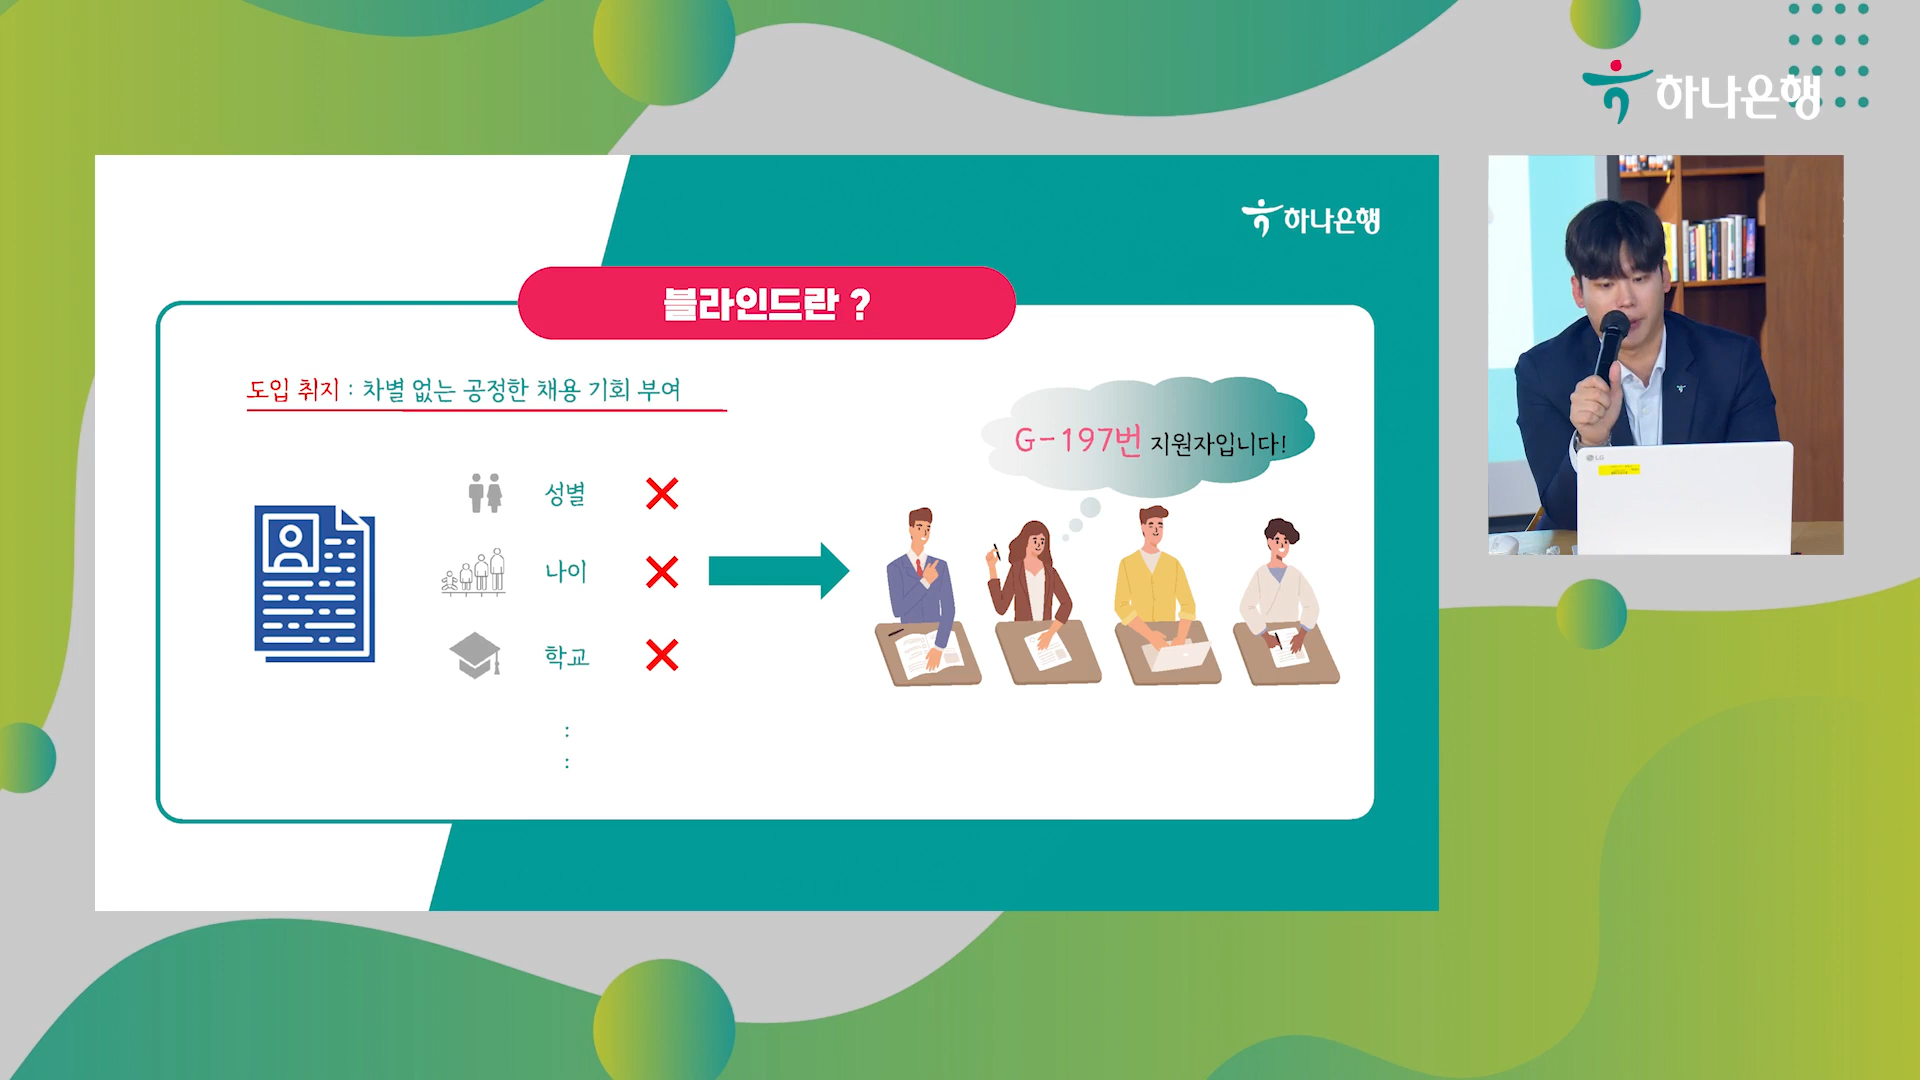 하나은행
하나은행
블라인드란 ?
도입 취지 : 차별 없는 공정한 채용 기회 부여
G-197번 지원자입니다!
성별
나이
학교
:
:
LG